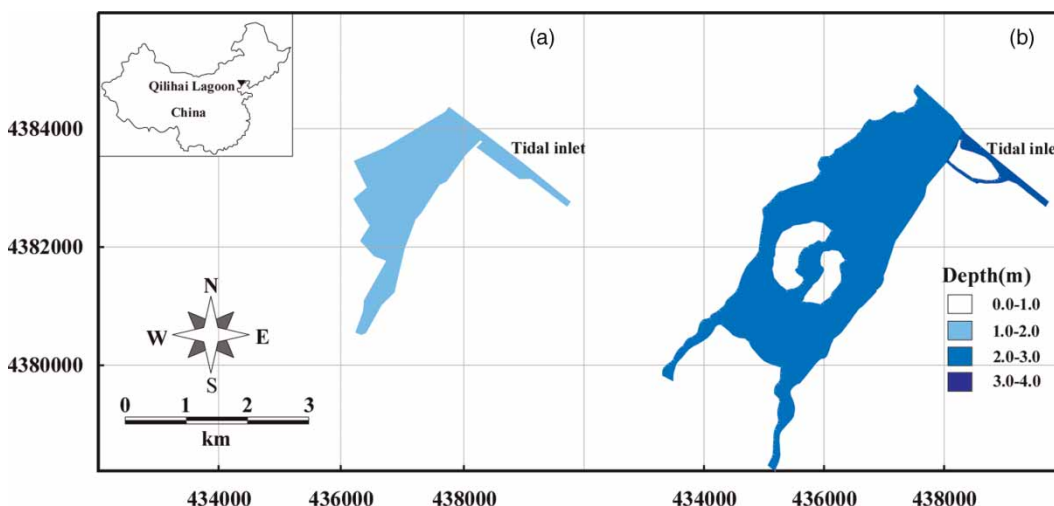 (a)
(b)
Qilihai Lagoon
China
4384000
Tidal inlet
Tidal inlet
4382000
Depth(m)
0.0-1.0
1.0-2.0
2.0-3.0
3.0-4.0
N
W
E
S
4380000
0 1 2 3
km
434000 436000 438000 434000 436000 438000